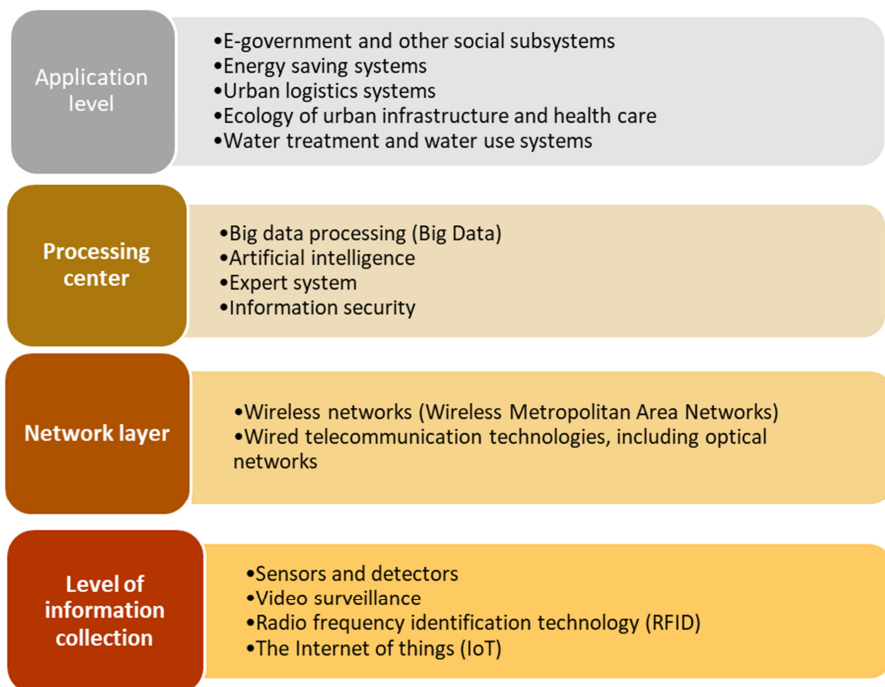 Application
level
•E-government and other social subsystems
•Energy saving systems
•Urban logistics systems
•Ecology of urban infrastructure and health care
•Water treatment and water use systems
Processing
center
•Big data processing (Big Data)
•Artificial intelligence
•Expert system
•Information security
Network layer
•Wireless networks (Wireless Metropolitan Area Networks)
•Wired telecommunication technologies, including optical
networks
Level of
information
collection
•Sensors and detectors
•Video surveillance
•Radio frequency identification technology (RFID)
•The Internet of things (IoT)